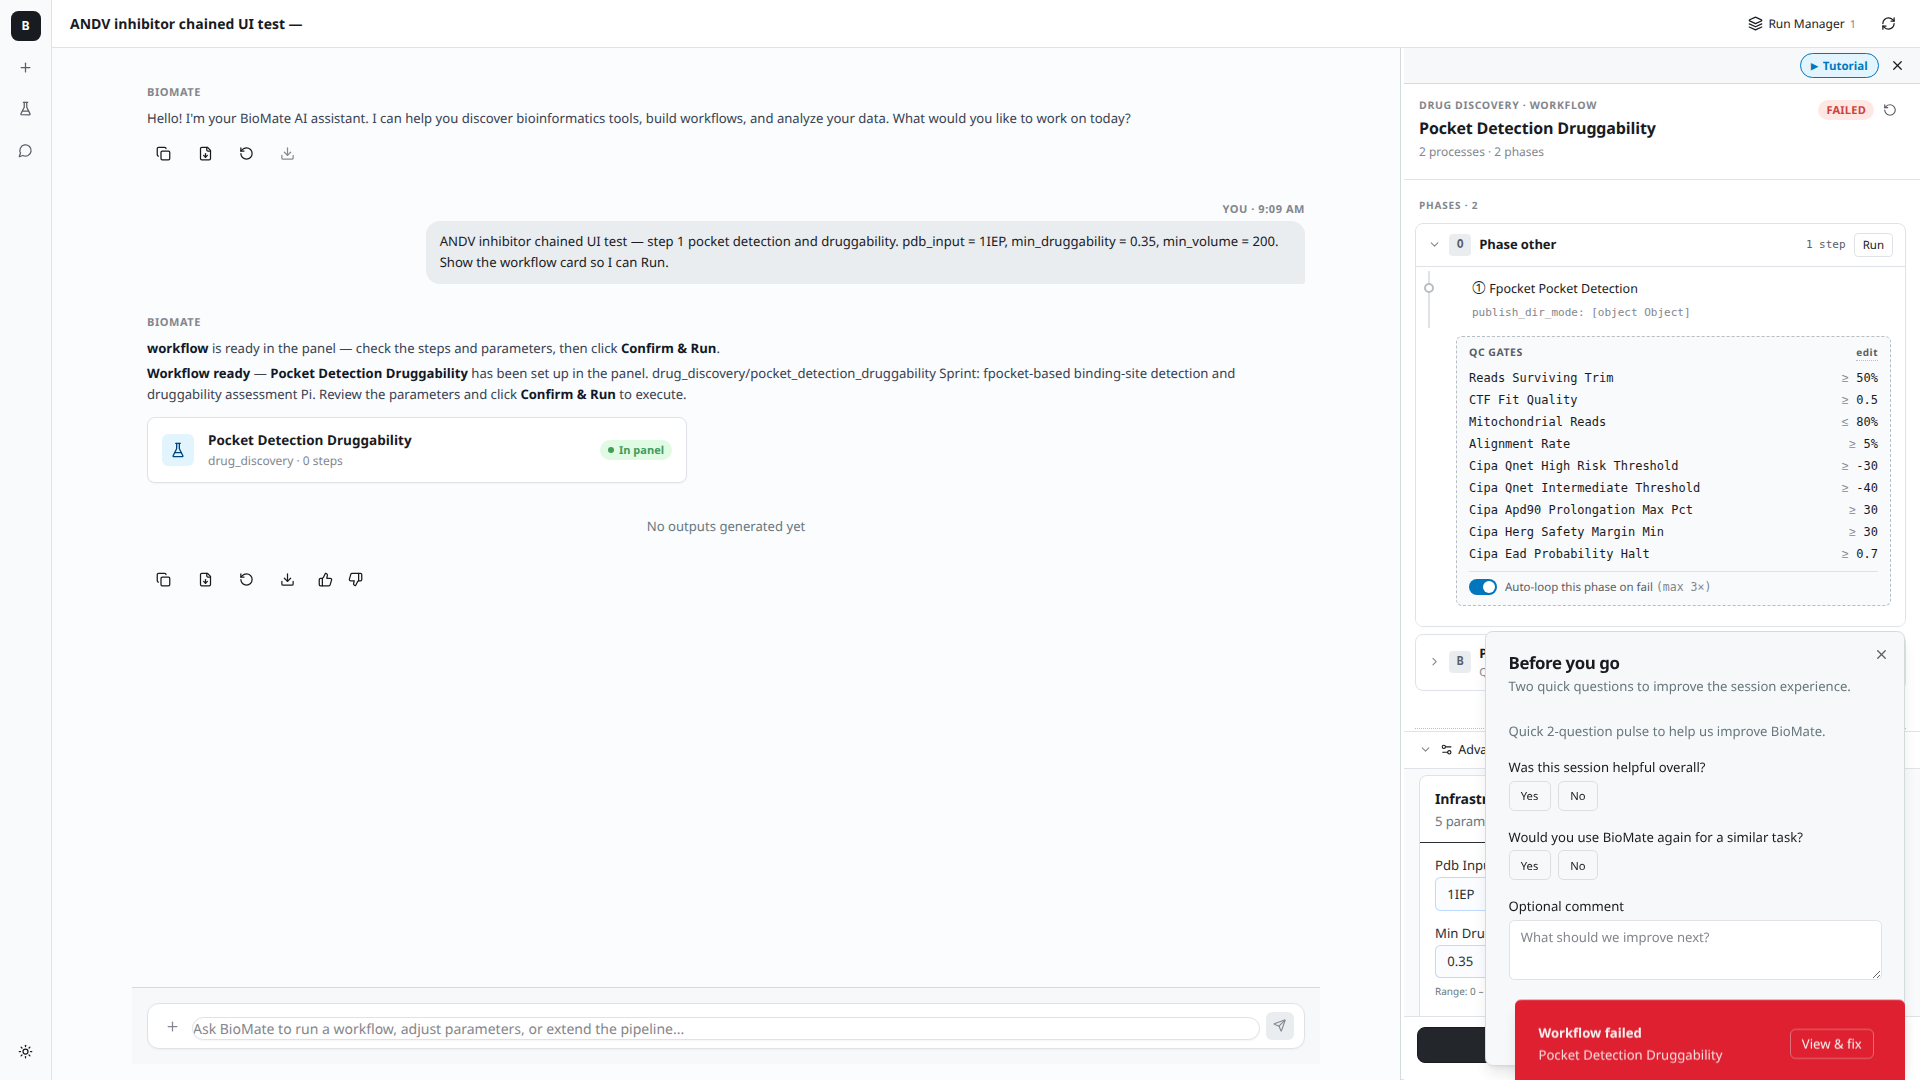 B
ANDV inhibitor chained UI test —
Run Manager 1
Tutorial
BIOMATE
Hello! I'm your BioMate AI assistant. I can help you discover bioinformatics tools, build workflows, and analyze your data. What would you like to work on today?
YOU · 9:09 AM
ANDV inhibitor chained UI test — step 1 pocket detection and druggability. pdb_input = 1IEP, min_druggability = 0.35, min_volume = 200.
Show the workflow card so I can Run.
BIOMATE
workflow is ready in the panel — check the steps and parameters, then click Confirm & Run.
Workflow ready — Pocket Detection Druggability has been set up in the panel. drug_discovery/pocket_detection_druggability Sprint: fpocket-based binding-site detection and
druggability assessment Pi. Review the parameters and click Confirm & Run to execute.
Pocket Detection Druggability
drug_discovery · 0 steps
In panel
No outputs generated yet
Ask BioMate to run a workflow, adjust parameters, or extend the pipeline...
DRUG DISCOVERY · WORKFLOW
FAILED
Pocket Detection Druggability
2 processes · 2 phases
PHASES · 2
0 Phase other 1 step Run
① Fpocket Pocket Detection
publish_dir_mode: [object Object]
QC GATES edit
Reads Surviving Trim ≥ 50%
CTF Fit Quality ≥ 0.5
Mitochondrial Reads ≤ 80%
Alignment Rate ≥ 5%
Cipa Qnet High Risk Threshold ≥ -30
Cipa Qnet Intermediate Threshold ≥ -40
Cipa Apd90 Prolongation Max Pct ≥ 30
Cipa Herg Safety Margin Min ≥ 30
Cipa Ead Probability Halt ≥ 0.7
Auto-loop this phase on fail (max 3×)
B
Adva
Infrast
5 param
Pdb Inpu
1IEP
Min Dru
0.35
Range: 0 –
Before you go
Two quick questions to improve the session experience.
Quick 2-question pulse to help us improve BioMate.
Was this session helpful overall?
Yes No
Would you use BioMate again for a similar task?
Yes No
Optional comment
What should we improve next?
Workflow failed
Pocket Detection Druggability
View & fix